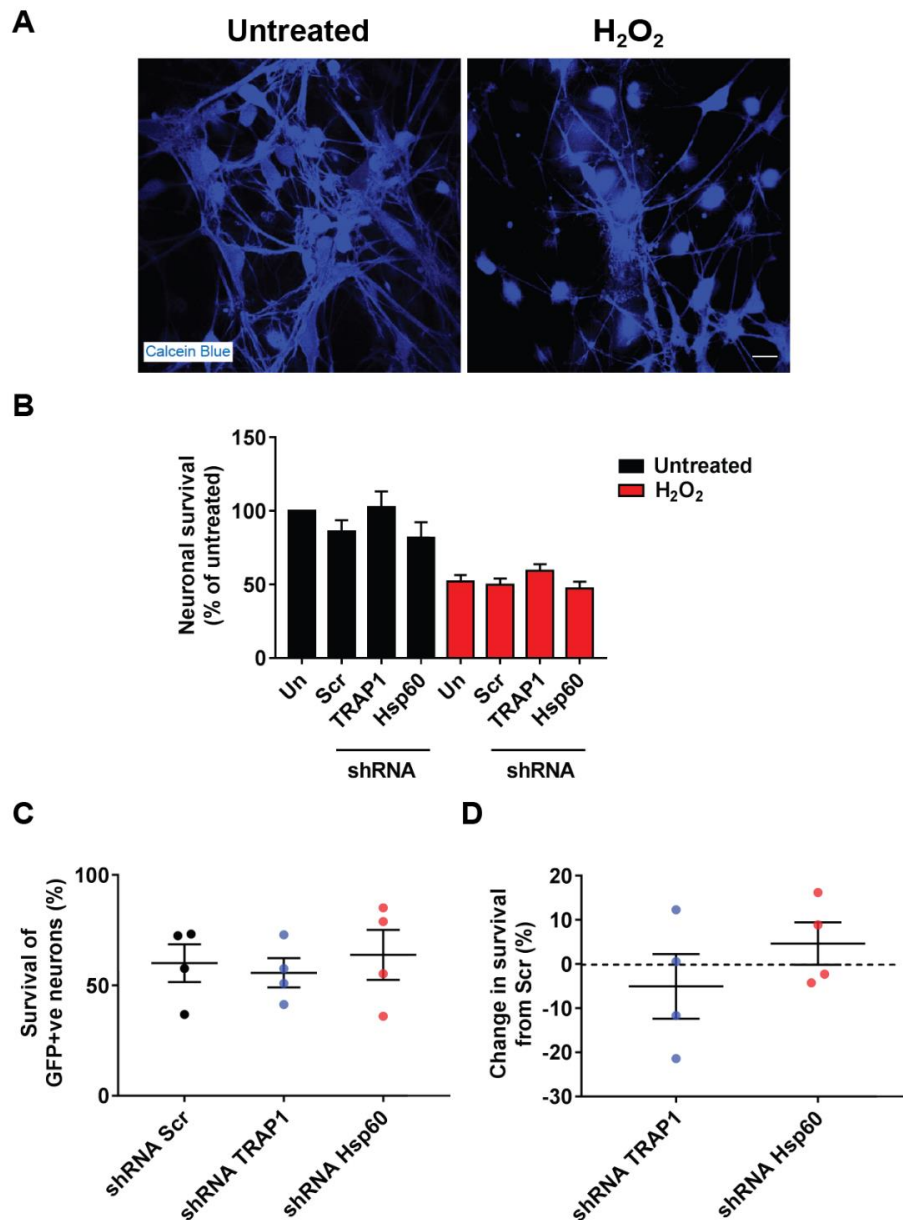 A
Untreated
H₂O₂
Calcein Blue
B
Neuronal survival
(% of untreated)
150
100
50
0
Un
Scr
TRAP1
Hsp60
Un
Scr
TRAP1
Hsp60
shRNA
shRNA
Untreated
H₂O₂
C
Survival of
GFP+ve neurons (%)
100
50
0
shRNA Scr
shRNA TRAP1
shRNA Hsp60
D
Change in survival
from Scr (%)
20
10
0
-10
-20
-30
shRNA TRAP1
shRNA Hsp60